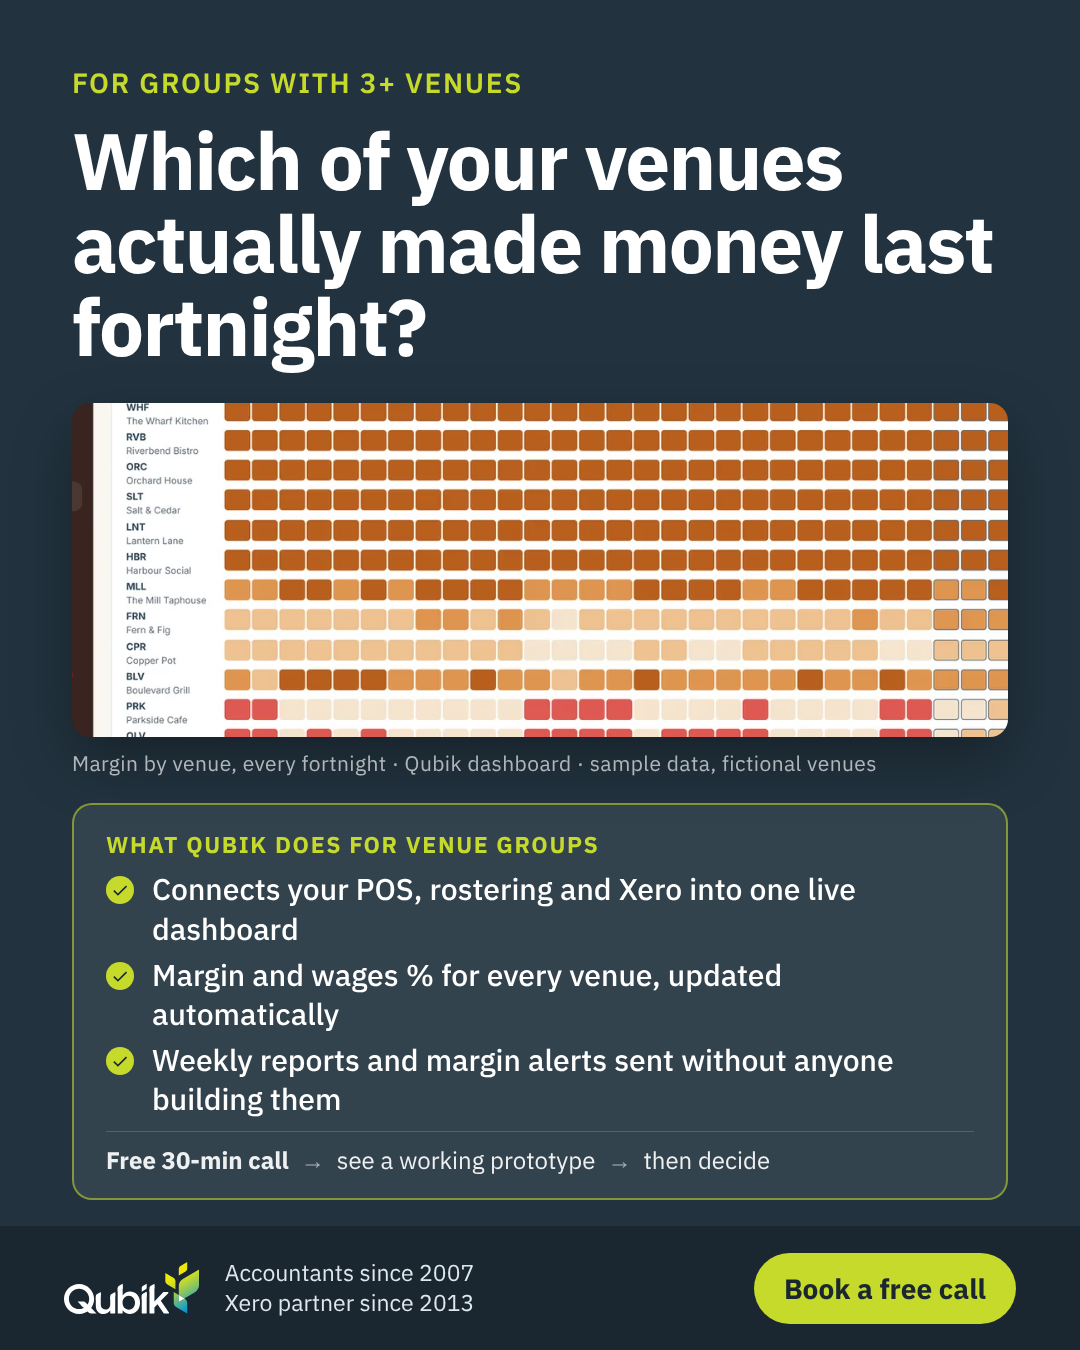 FOR GROUPS WITH 3+ VENUES
Which of your venues
actually made money last
fortnight?
WHF
The Wharf Kitchen
RVB
Riverbend Bistro
ORC
Orchard House
SLT
Salt & Cedar
LNT
Lantern Lane
HBR
Harbour Social
MLL
The Mill Taphouse
FRN
Fern & Fig
CPR
Copper Pot
BLV
Boulevard Grill
PRK
Parkside Cafe
Margin by venue, every fortnight · Qubik dashboard · sample data, fictional venues
WHAT QUBIK DOES FOR VENUE GROUPS
Connects your POS, rostering and Xero into one live
dashboard
Margin and wages % for every venue, updated
automatically
Weekly reports and margin alerts sent without anyone
building them
Free 30-min call → see a working prototype → then decide
Qubik
Accountants since 2007
Xero partner since 2013
Book a free call